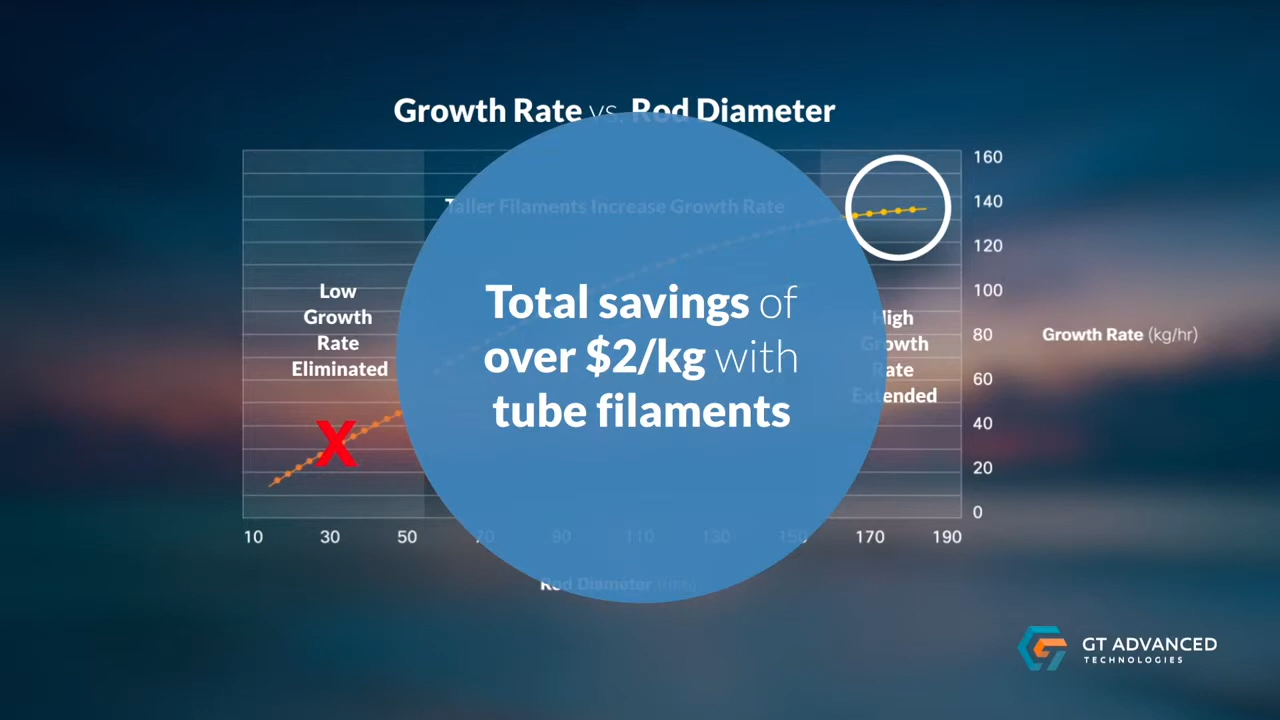 Growth Rate vs. Rod Diameter
Taller Filaments Increase Growth Rate
Total savings of
over $2/kg with
tube filaments
Low
Growth
Rate
Eliminated
X
High
Growth
Rate
Extended
160
140
120
100
80
60
40
20
0
Growth Rate (kg/hr)
10 30 50 70 90 110 130 150 170 190
Rod Diameter
GT ADVANCED
TECHNOLOGIES